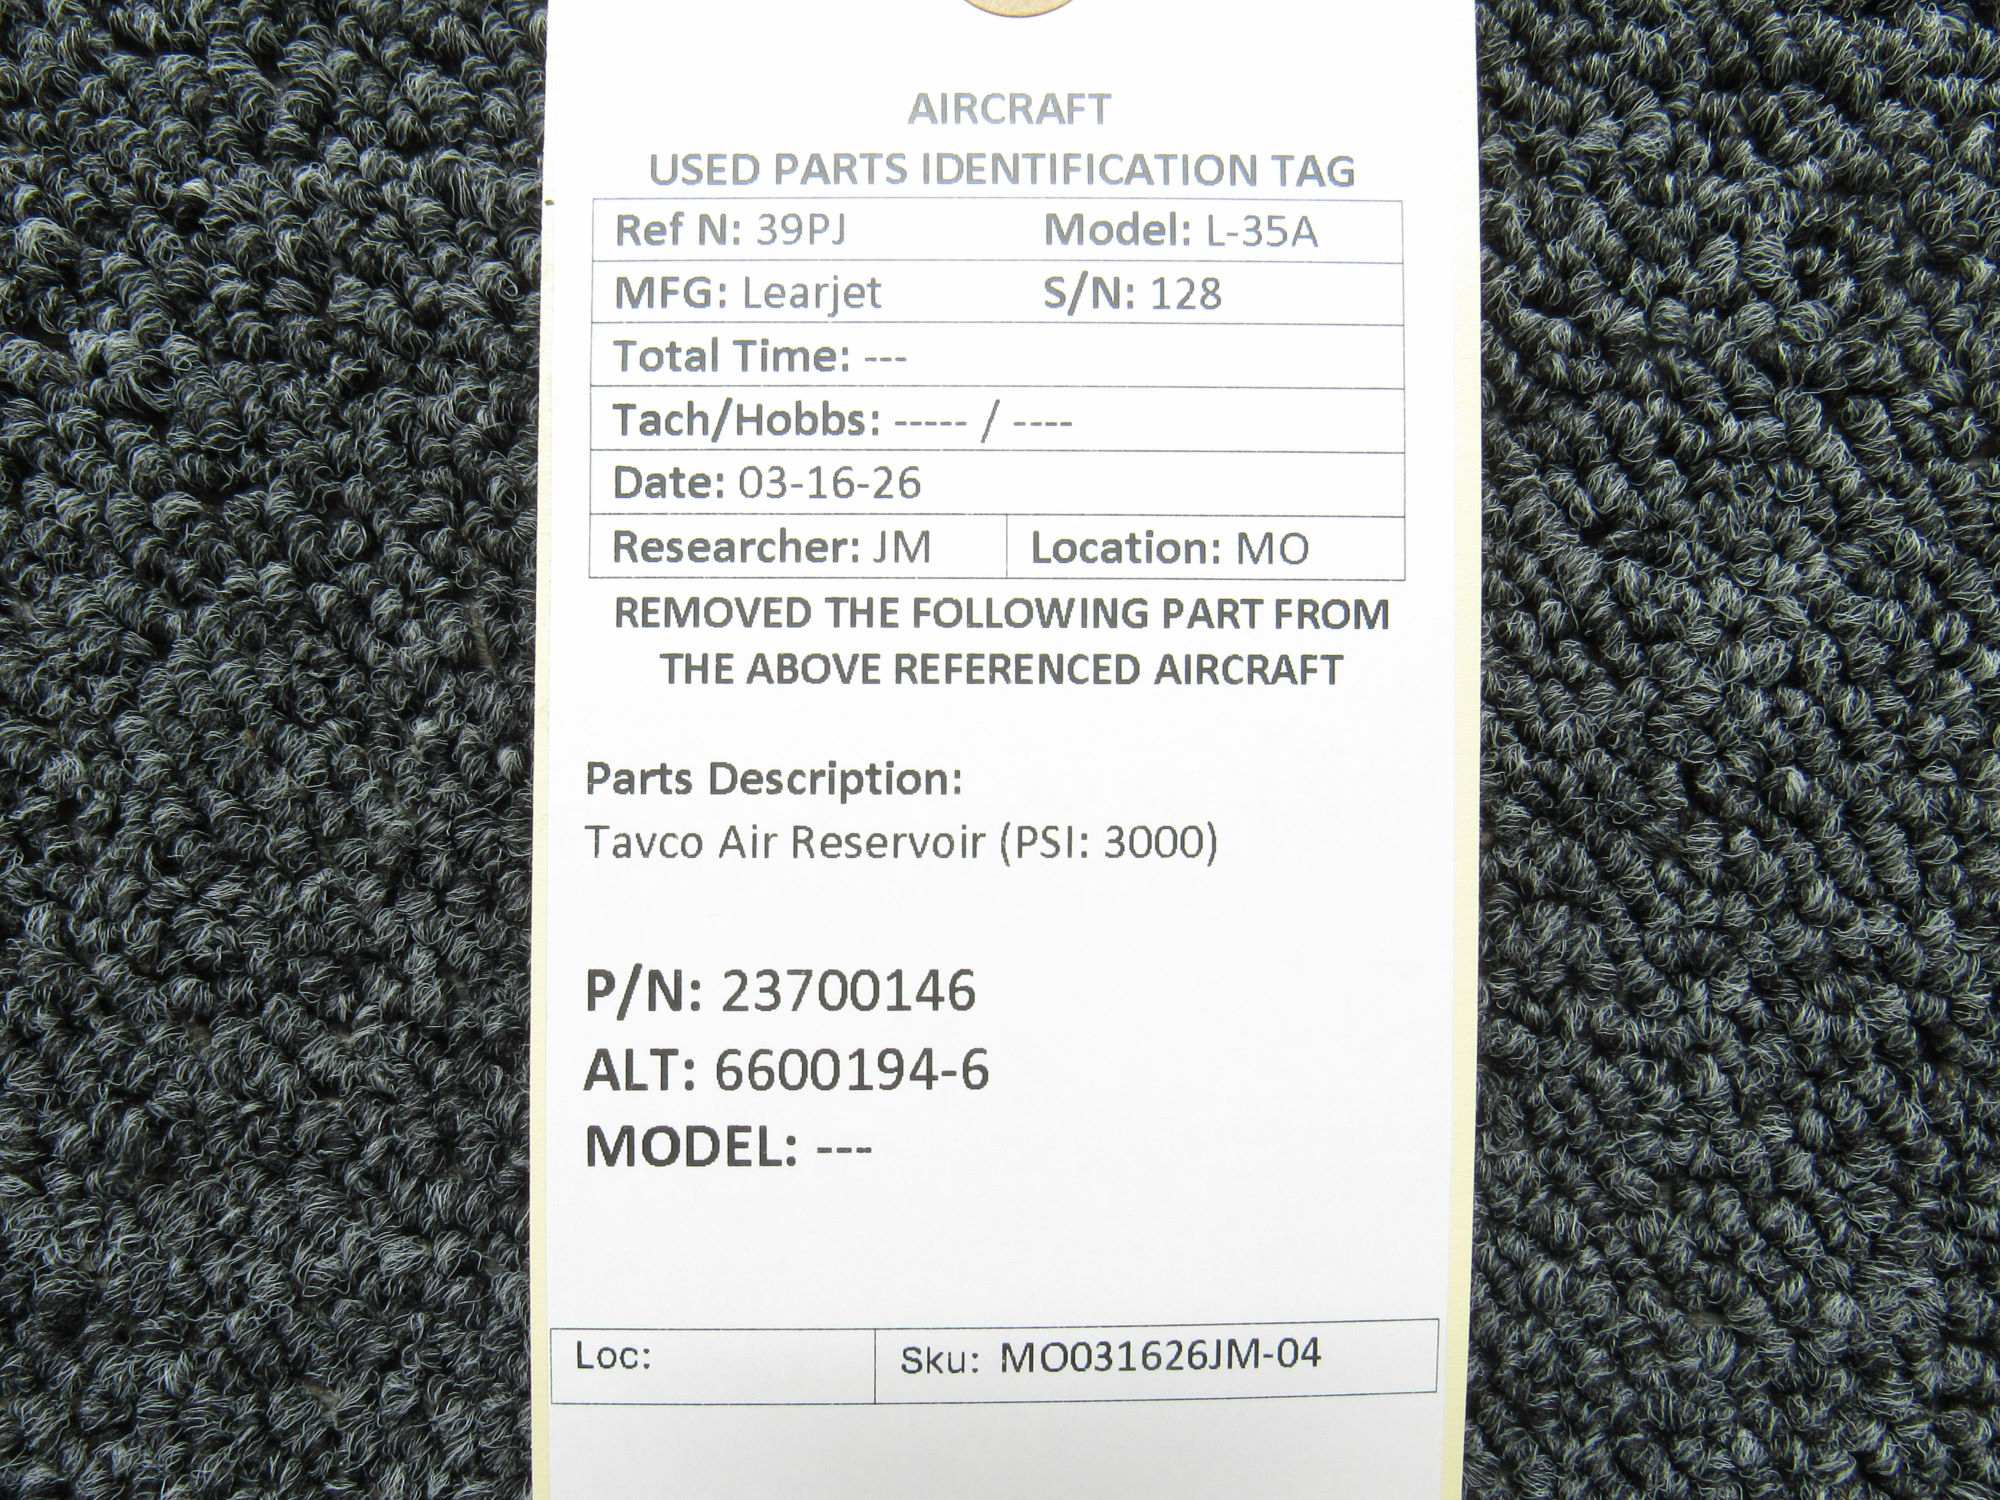 AIRCRAFT
USED PARTS IDENTIFICATION TAG
Ref N: 39PJ Model: L-35A
MFG: Learjet S/N: 128
Total Time: ---
Tach/Hobbs: ----- / ----
Date: 03-16-26
Researcher: JM Location: MO
REMOVED THE FOLLOWING PART FROM
THE ABOVE REFERENCED AIRCRAFT
Parts Description:
Tavco Air Reservoir (PSI: 3000)
P/N: 23700146
ALT: 6600194-6
MODEL: ---
Loc: Sku: MO031626JM-04